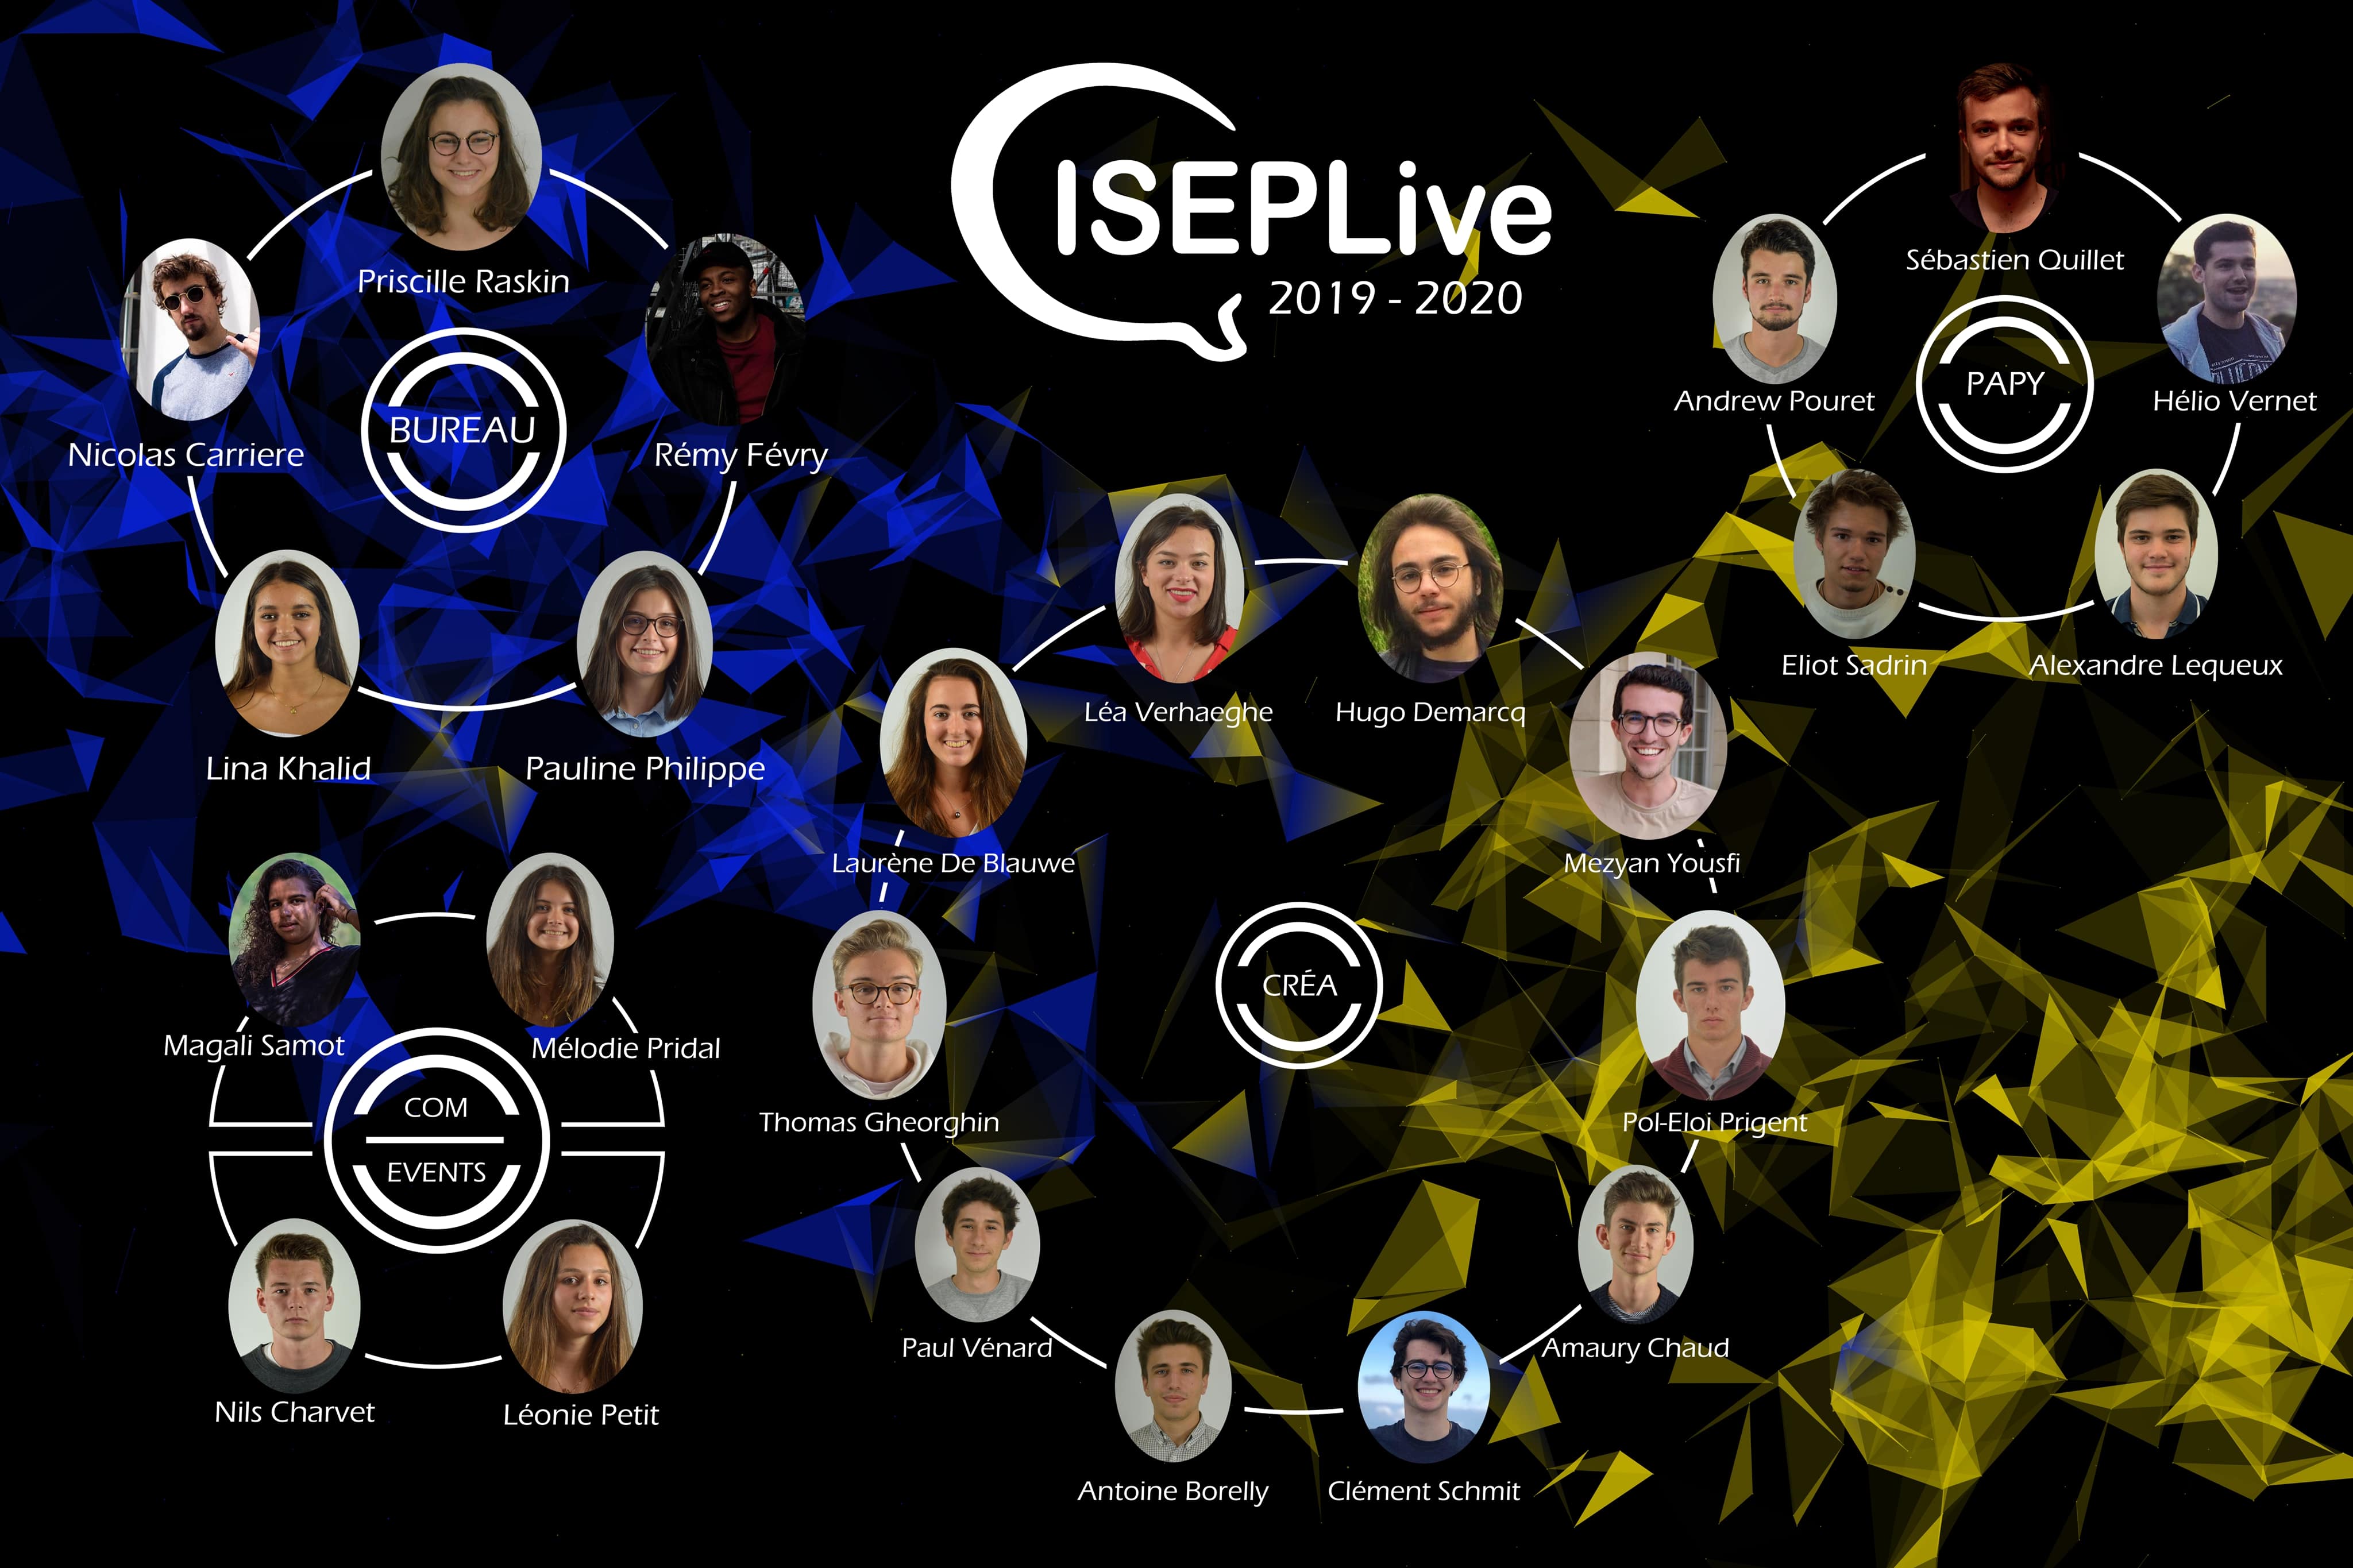 ISEPLive
2019 - 2020
Priscille Raskin
Nicolas Carriere
BUREAU
Rémy Févry
Lina Khalid
Pauline Philippe
Sébastien Quillet
Andrew Pouret
PAPY
Hélio Vernet
Eliot Sadrin
Alexandre Lequeux
Léa Verhaeghe
Hugo Demarcq
Laurène De Blauwe
Mezyan Yousfi
CRÉA
Thomas Gheorghin
Pol-Eloi Prigent
Paul Vénard
Amaury Chaud
Antoine Borelly
Clément Schmit
Magali Samot
Mélodie Pridal
COM
EVENTS
Nils Charvet
Léonie Petit